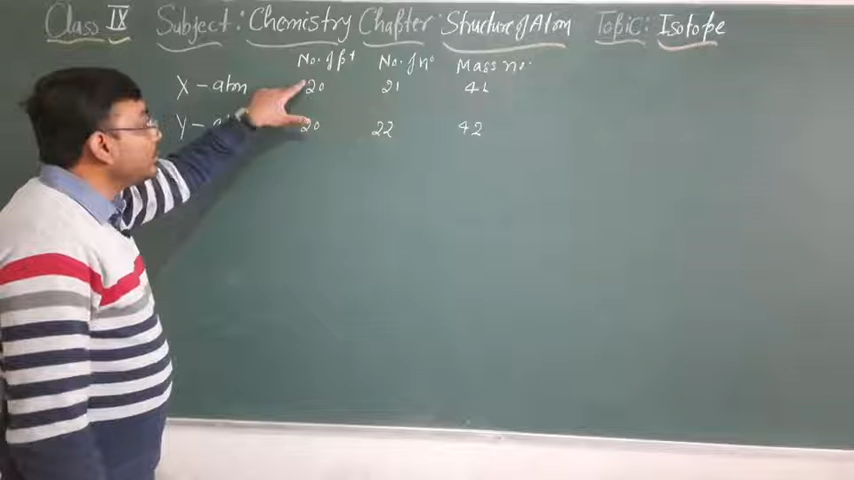 Class IX Subject: Chemistry Chapter: Structure of Atom Topic: Isotope
No. of p+ No. of n° Mass no.
X - atom 20 21 41
Y - 20 22 42